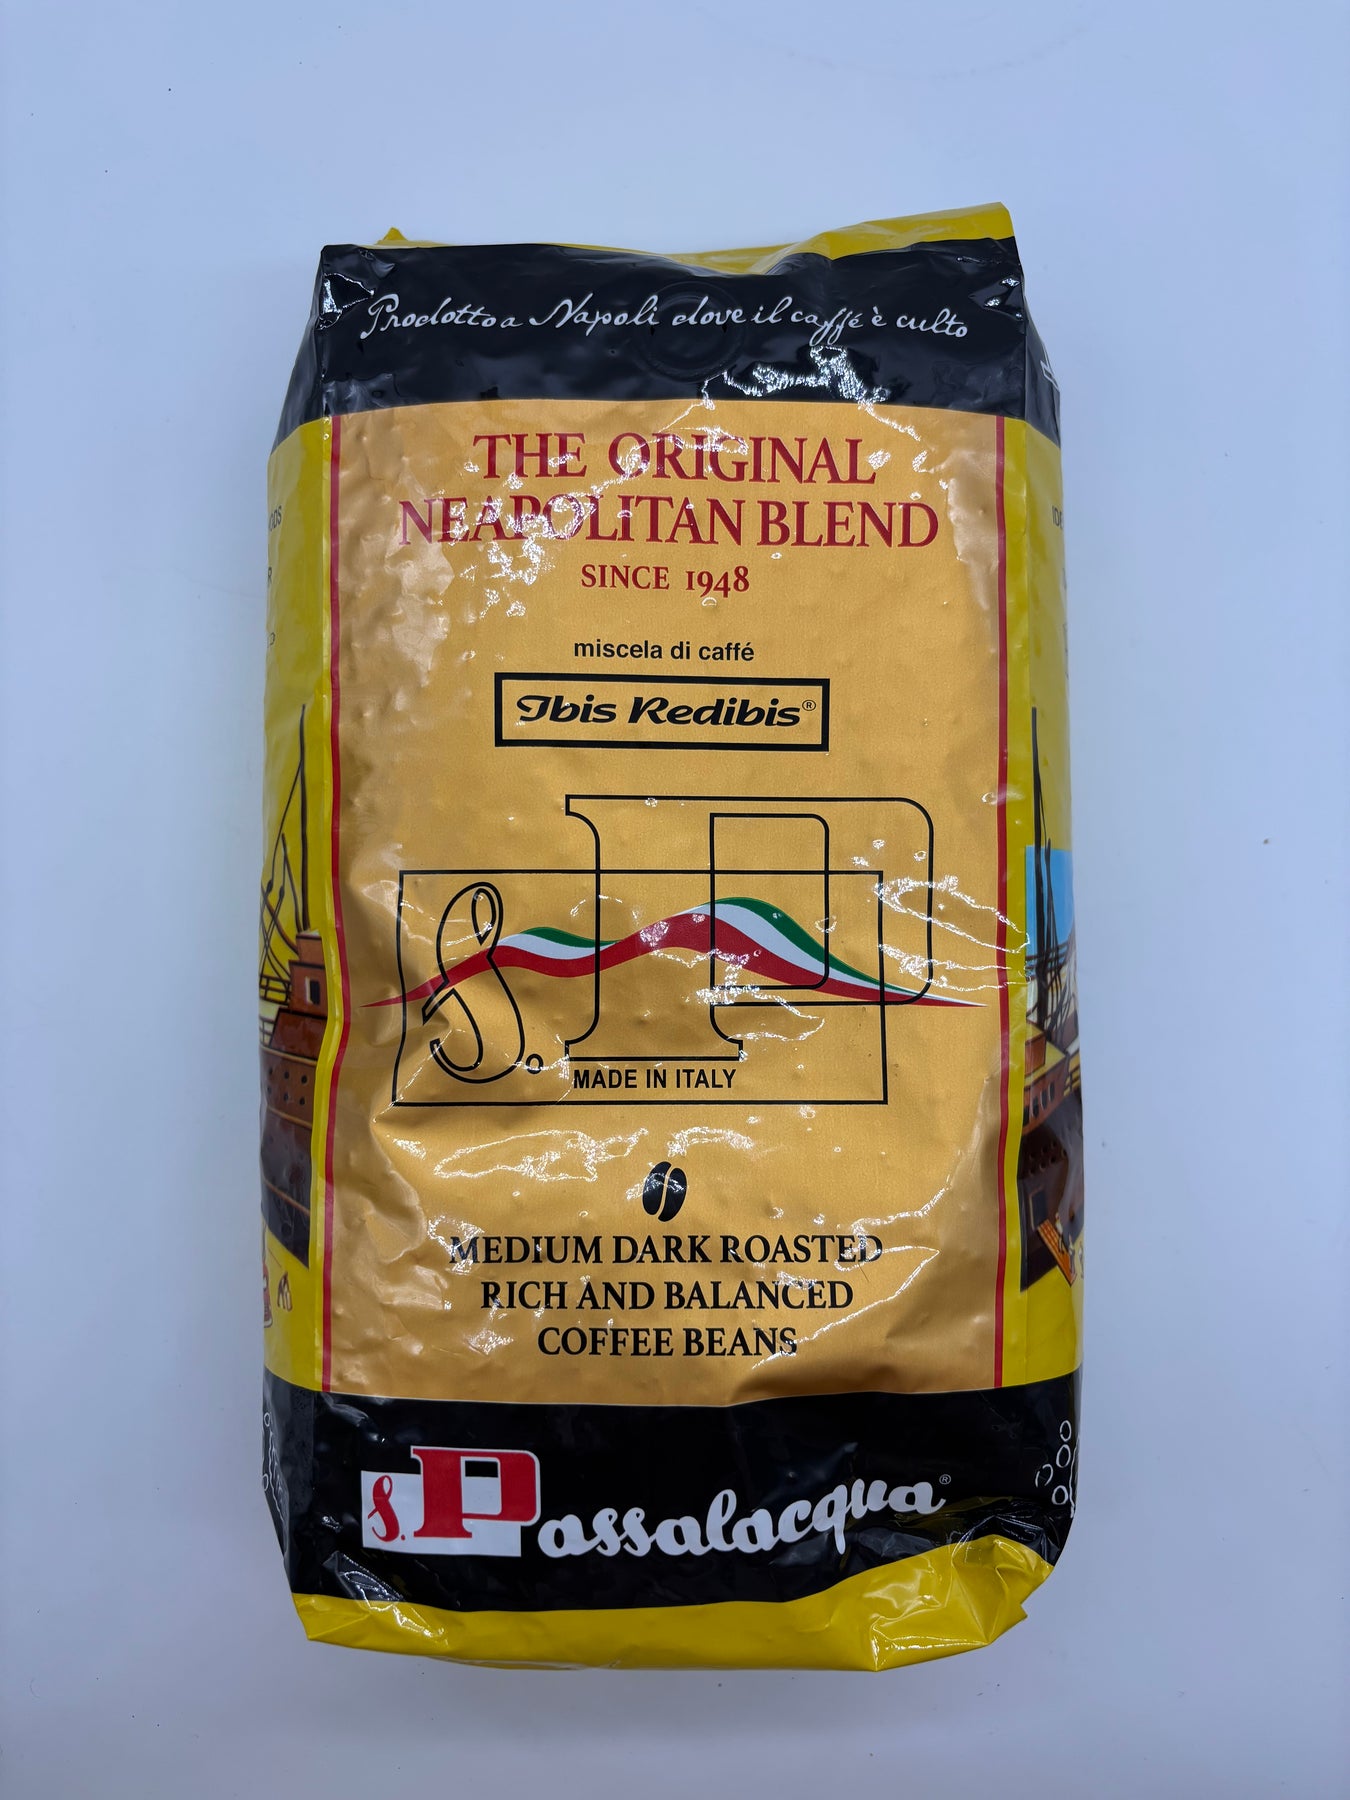 Prodotto a Napoli dove il caffé è culto
THE ORIGINAL
NEAPOLITAN BLEND
SINCE 1948
miscela di caffé
Ibis Redibis®
S.P
MADE IN ITALY
MEDIUM DARK ROASTED
RICH AND BALANCED
COFFEE BEANS
S.Passalacqua®